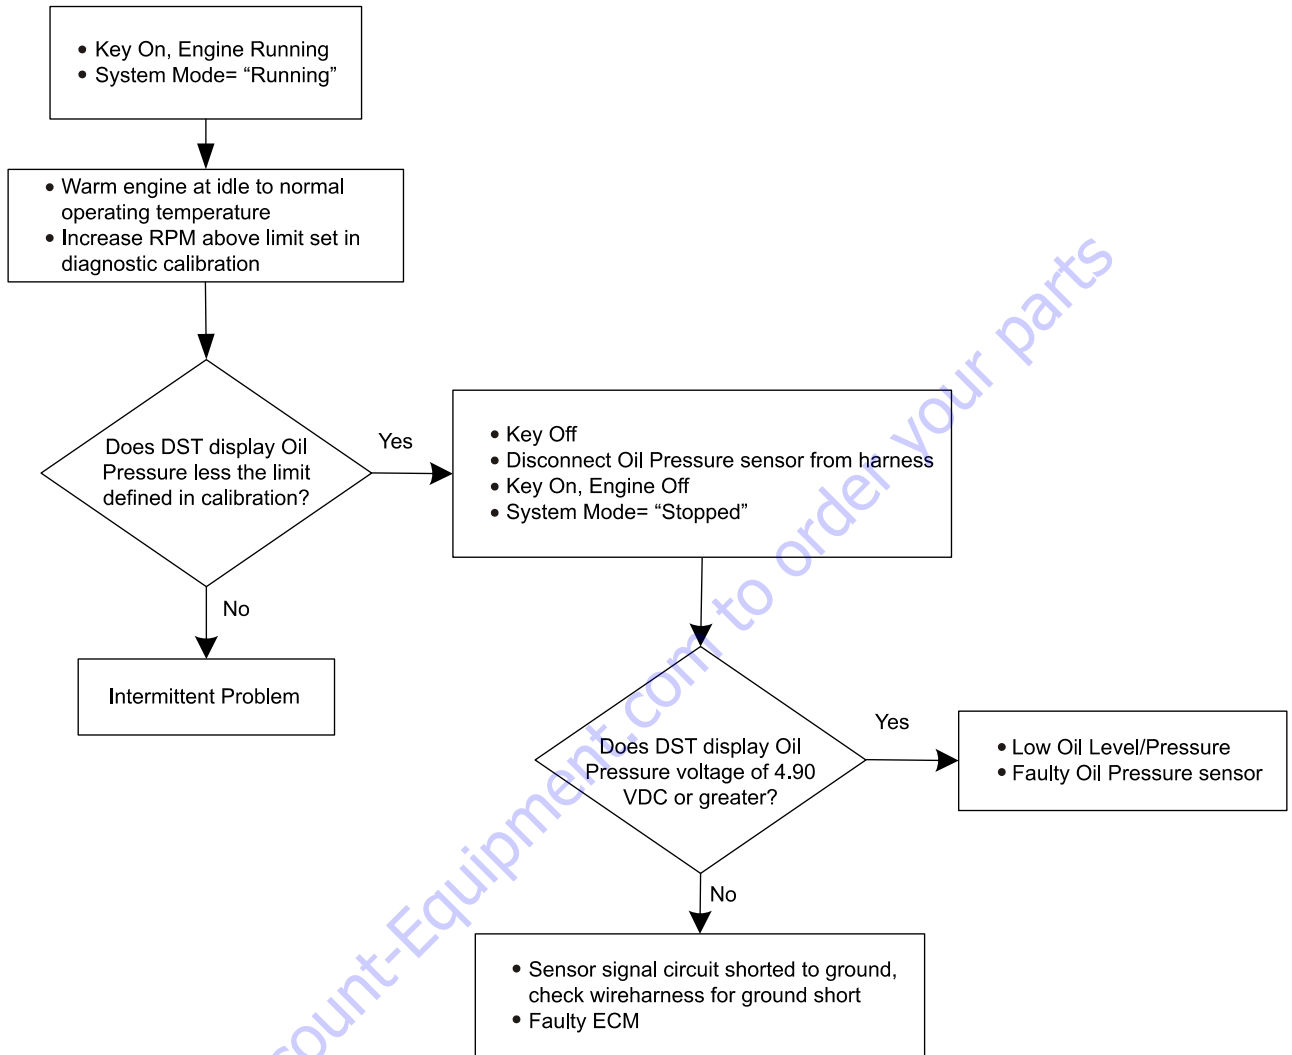 • Key On, Engine Running
• System Mode= “Running”
• Warm engine at idle to normal
operating temperature
• Increase RPM above limit set in
diagnostic calibration
Does DST display Oil
Pressure less the limit
defined in calibration?
Yes
• Key Off
• Disconnect Oil Pressure sensor from harness
• Key On, Engine Off
• System Mode= “Stopped”
No
Intermittent Problem
Does DST display Oil
Pressure voltage of 4.90
VDC or greater?
Yes
• Low Oil Level/Pressure
• Faulty Oil Pressure sensor
No
• Sensor signal circuit shorted to ground,
check wireharness for ground short
• Faulty ECM
count-Equipment.com to order your parts